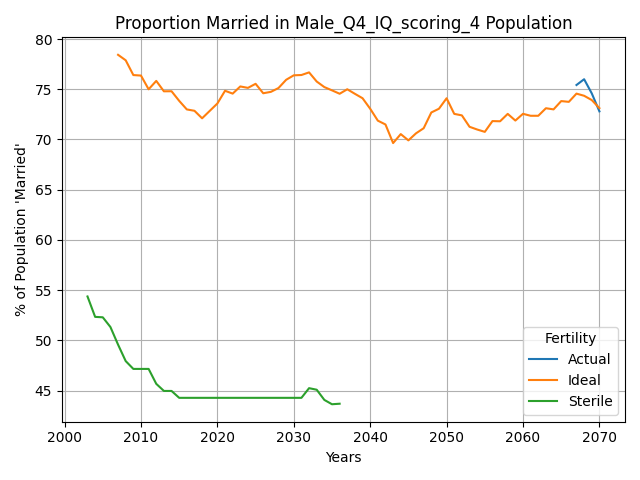 Proportion Married in Male_Q4_IQ_scoring_4 Population
% of Population 'Married'
80
75
70
65
60
55
50
45
2000 2010 2020 2030 2040 2050 2060 2070
Years
Fertility
Actual
Ideal
Sterile